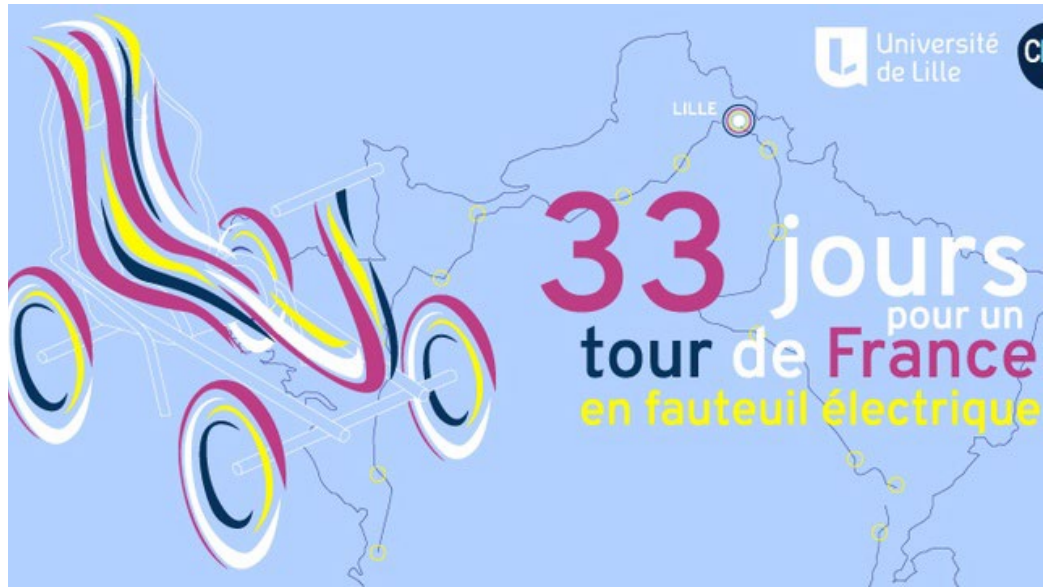 Université
de Lille
LILLE
33 jours
pour un
tour de France
en fauteuil électrique